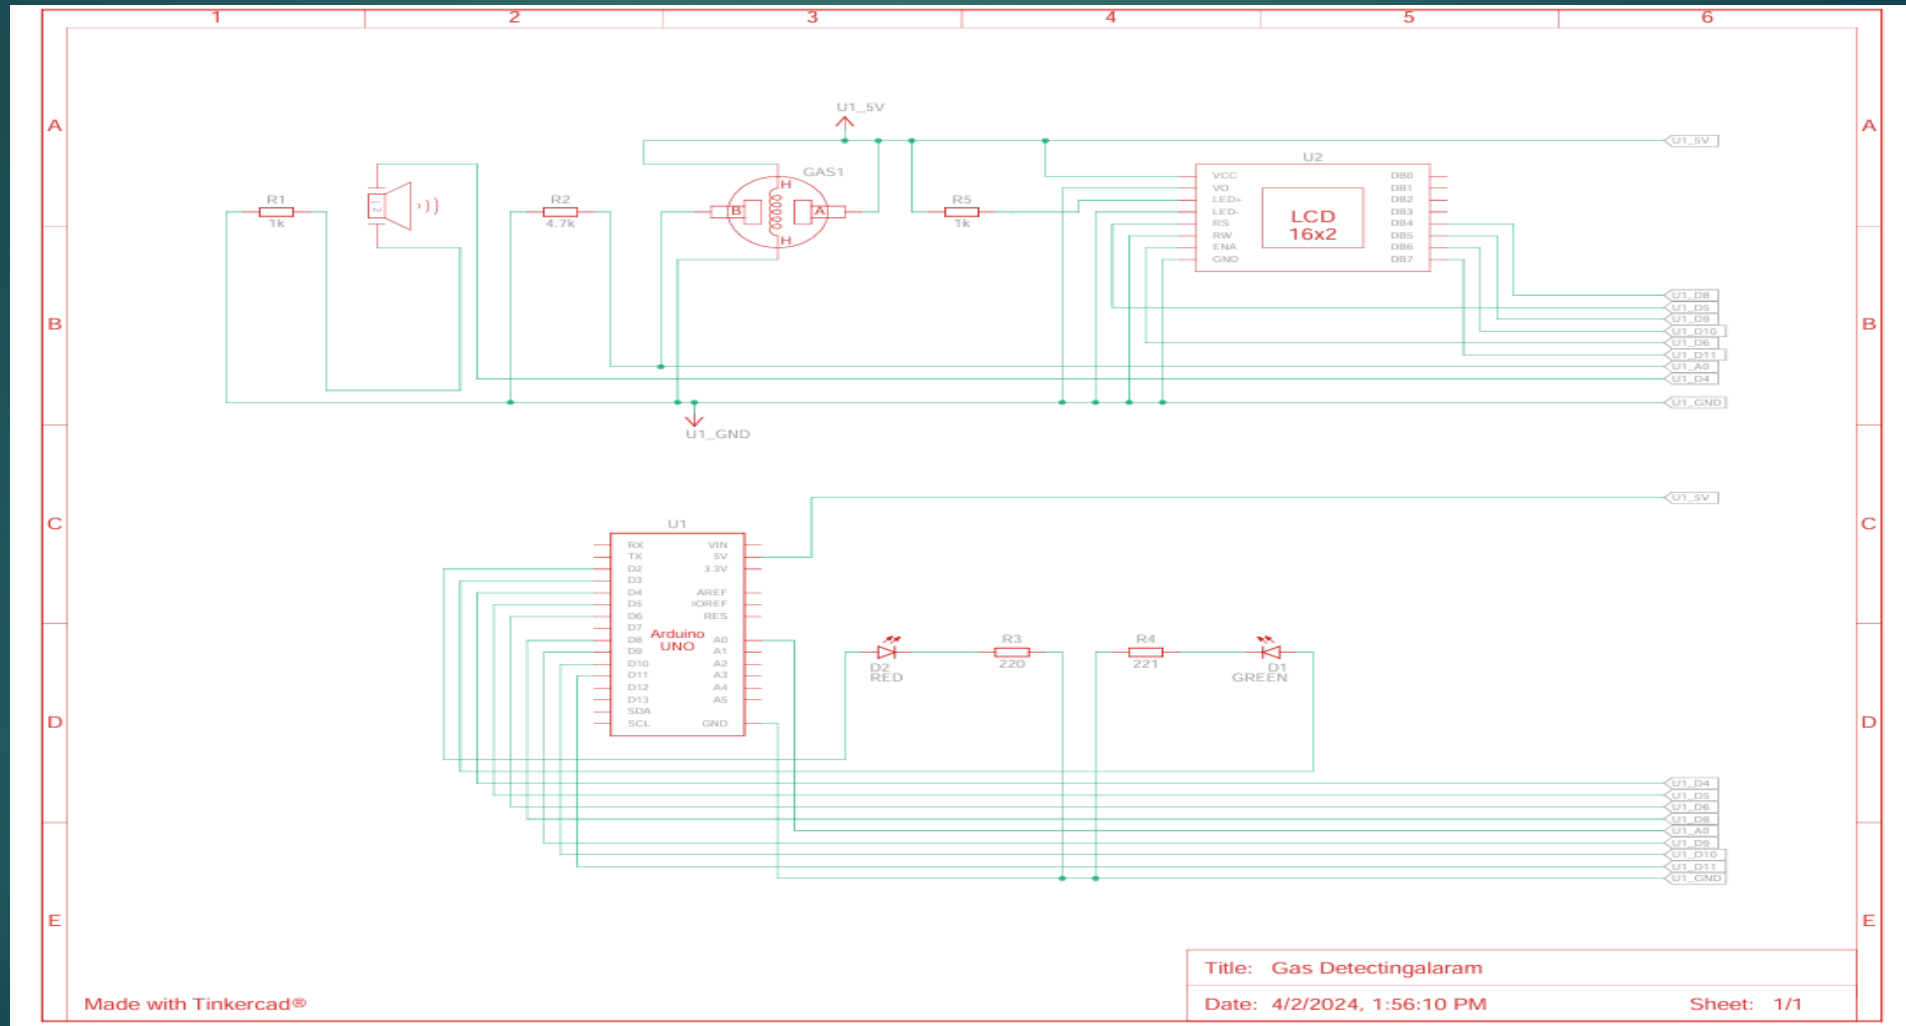 1 2 3 4 5 6
A A
U1_5V
U1_5V
U2
GAS1
H
VCC DB0
VO DB1
LED+ DB2
LED- DB3
RS DB4
RW DB5
ENA DB6
GND DB7
LCD
16x2
R1
1k
R2
4.7k
B A
H
R5
1k
B B
U1_D8
U1_D5
U1_D9
U1_D10
U1_D6
U1_D11
U1_A0
U1_D4
U1_GND
U1_GND
U1_5V
C C
U1
RX VIN
TX 5V
D2 3.3V
D3
D4 AREF
D5 IOREF
D6 RES
D7
D8 A0
D9 A1
D10 A2
D11 A3
D12 A4
D13 A5
SDA
SCL GND
Arduino
UNO
D2
RED
R3
220
R4
221
D1
GREEN
D D
U1_D4
U1_D5
U1_D6
U1_D8
U1_A0
U1_D9
U1_D10
U1_D11
U1_GND
E E
Title: Gas Detectingalaram
Made with Tinkercad®
Date: 4/2/2024, 1:56:10 PM Sheet: 1/1